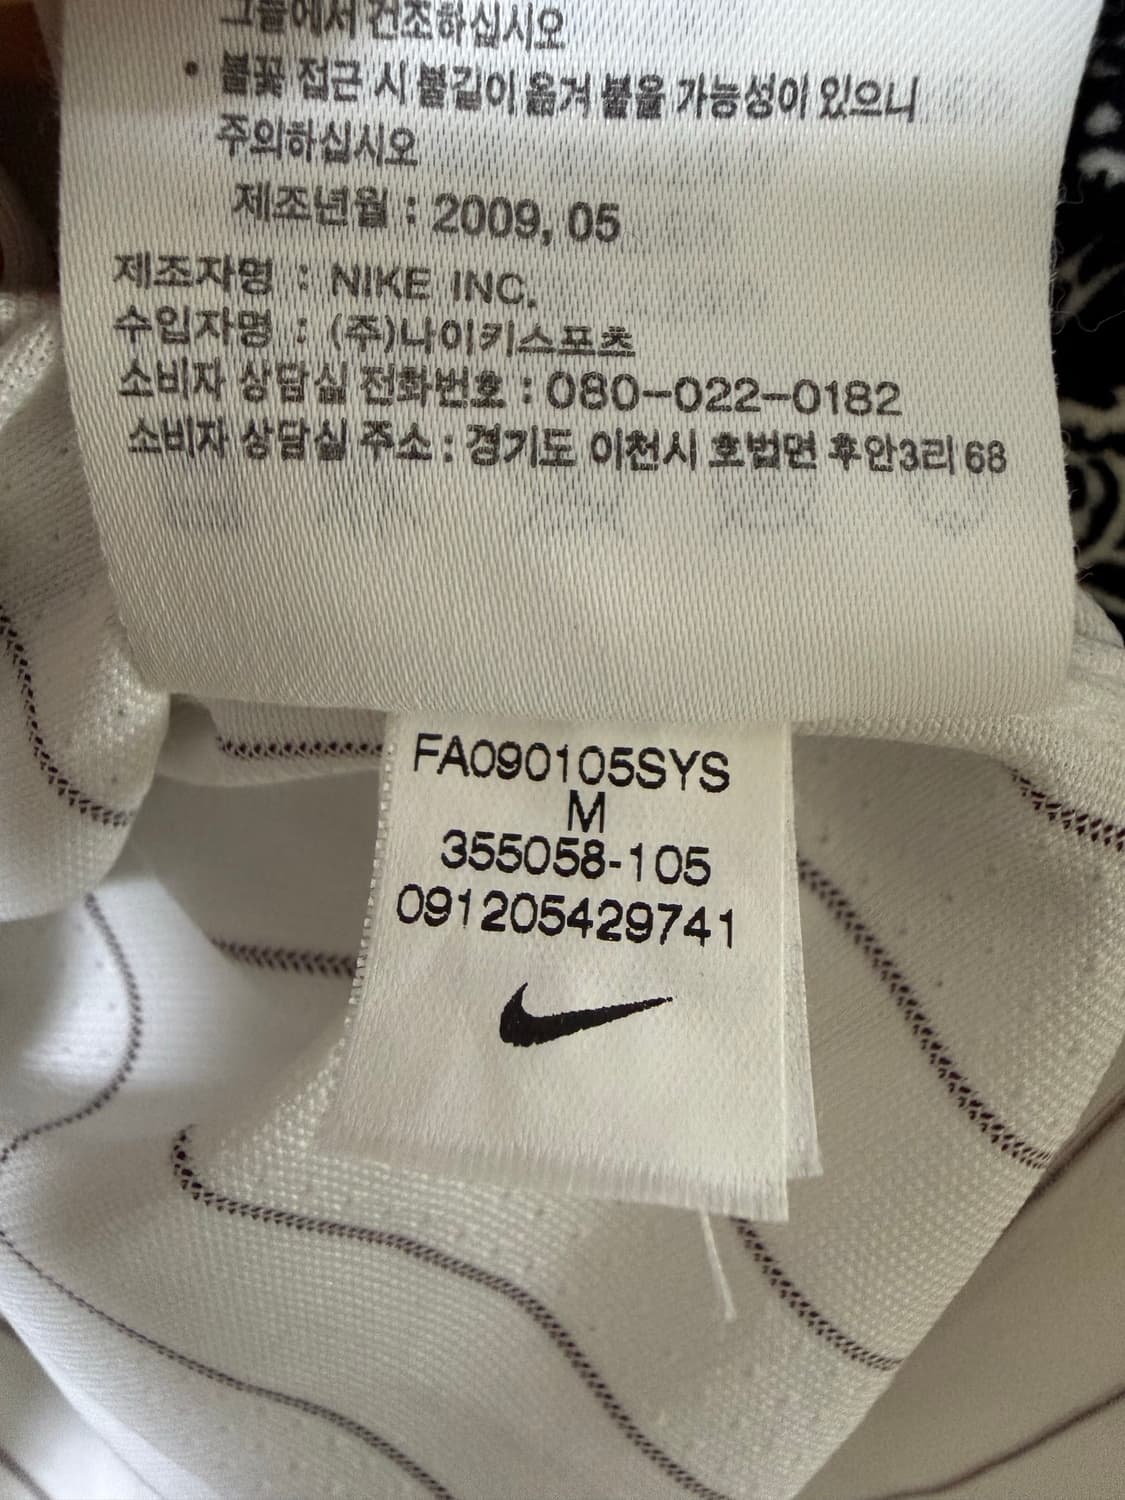 그늘에서 건조하십시오
• 불꽃 접근 시 불길이 옮겨 붙을 가능성이 있으니
주의하십시오
제조년월 : 2009, 05
제조자명 : NIKE INC.
수입자명 : (주)나이키스포츠
소비자 상담실 전화번호 : 080-022-0182
소비자 상담실 주소 : 경기도 이천시 호법면 후안3리 68
FA090105SYS
M
355058-105
091205429741